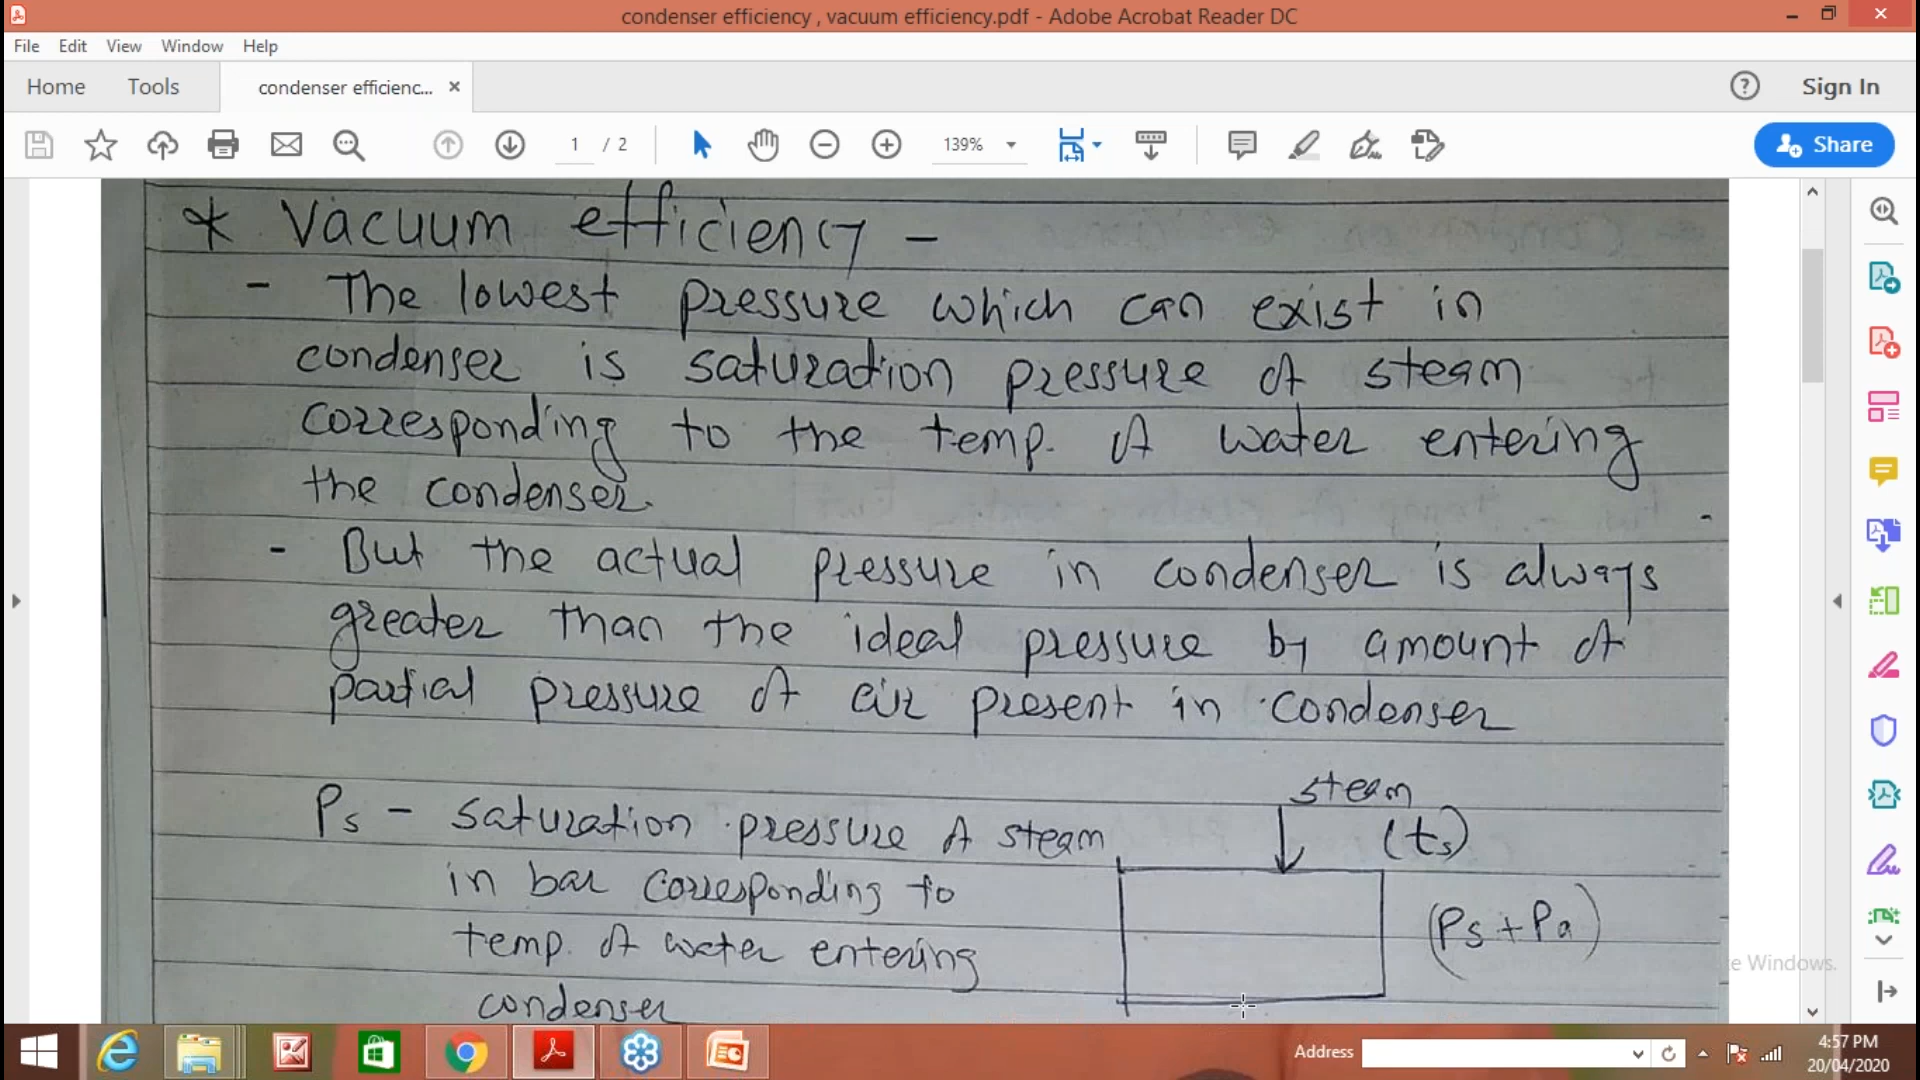 condenser efficiency , vacuum efficiency.pdf - Adobe Acrobat Reader DC
File Edit View Window Help
Home Tools condenser efficienc... × Sign In
1 / 2 139% Share
* Vacuum efficiency -
- The lowest pressure which can exist in
condenser is saturation pressure of steam
corresponding to the temp. of water entering
the condenser.
- But the actual pressure in condenser is always
greater than the ideal pressure by amount of
partial pressure of air present in condenser
steam
Ps - saturation pressure of steam (ts)
in bar corresponding to
temp. of water entering (Ps + Pa)
condenser
e Windows.
Address
4:57 PM
20/04/2020